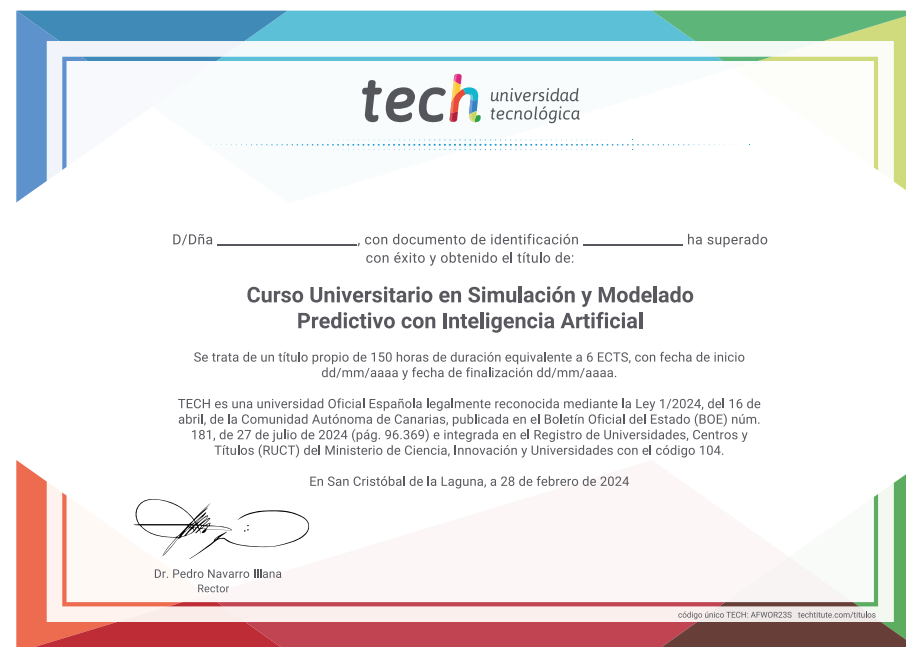 tech universidad
tecnológica
D/Dña ________________, con documento de identificación ____________ ha superado
con éxito y obtenido el título de:
Curso Universitario en Simulación y Modelado
Predictivo con Inteligencia Artificial
Se trata de un título propio de 150 horas de duración equivalente a 6 ECTS, con fecha de inicio
dd/mm/aaaa y fecha de finalización dd/mm/aaaa.
TECH es una universidad Oficial Española legalmente reconocida mediante la Ley 1/2024, del 16 de
abril, de la Comunidad Autónoma de Canarias, publicada en el Boletín Oficial del Estado (BOE) núm.
181, de 27 de julio de 2024 (pág. 96.369) e integrada en el Registro de Universidades, Centros y
Títulos (RUCT) del Ministerio de Ciencia, Innovación y Universidades con el código 104.
En San Cristóbal de la Laguna, a 28 de febrero de 2024
Dr. Pedro Navarro Illana
Rector
código único TECH: AFWOR23S techtitute.com/titulos